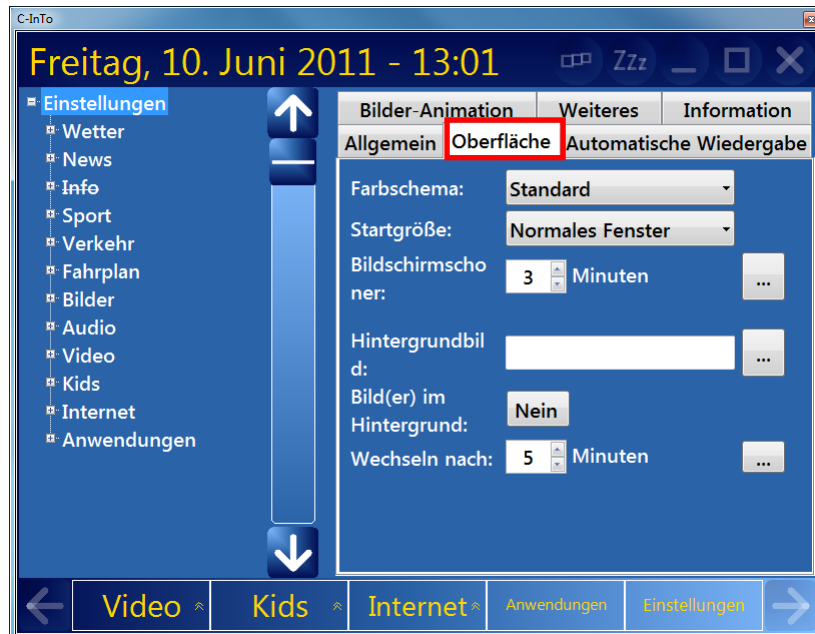 C-InTo
Freitag, 10. Juni 2011 - 13:01
Zzz
Einstellungen
Wetter
News
Info
Sport
Verkehr
Fahrplan
Bilder
Audio
Video
Kids
Internet
Anwendungen
Bilder-Animation Weiteres Information
Allgemein Oberfläche Automatische Wiedergabe
Farbschema: Standard
Startgröße: Normales Fenster
Bildschirmscho
ner: 3 Minuten ...
Hintergrundbil
d: ...
Bild(er) im
Hintergrund: Nein
Wechseln nach: 5 Minuten ...
Video Kids Internet Anwendungen Einstellungen